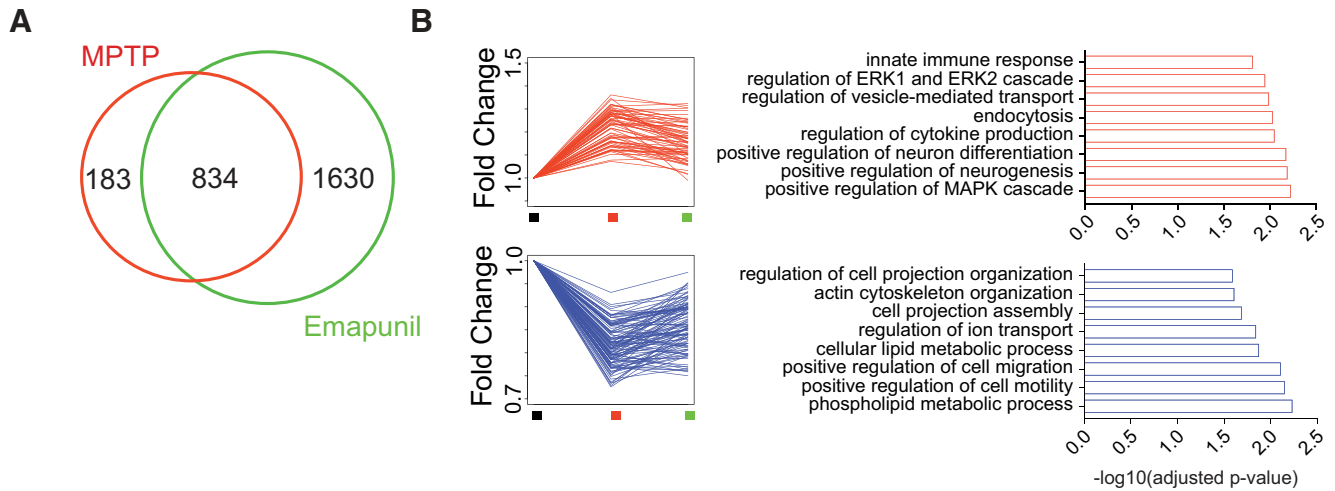 A
MPTP
183
834
1630
Emapunil
B
Fold Change
1.0
1.5
innate immune response
regulation of ERK1 and ERK2 cascade
regulation of vesicle-mediated transport
endocytosis
regulation of cytokine production
positive regulation of neuron differentiation
positive regulation of neurogenesis
positive regulation of MAPK cascade
0.0
0.5
1.0
1.5
2.0
2.5
Fold Change
0.7
1.0
regulation of cell projection organization
actin cytoskeleton organization
cell projection assembly
regulation of ion transport
cellular lipid metabolic process
positive regulation of cell migration
positive regulation of cell motility
phospholipid metabolic process
0.0
0.5
1.0
1.5
2.0
2.5
-log10(adjusted p-value)